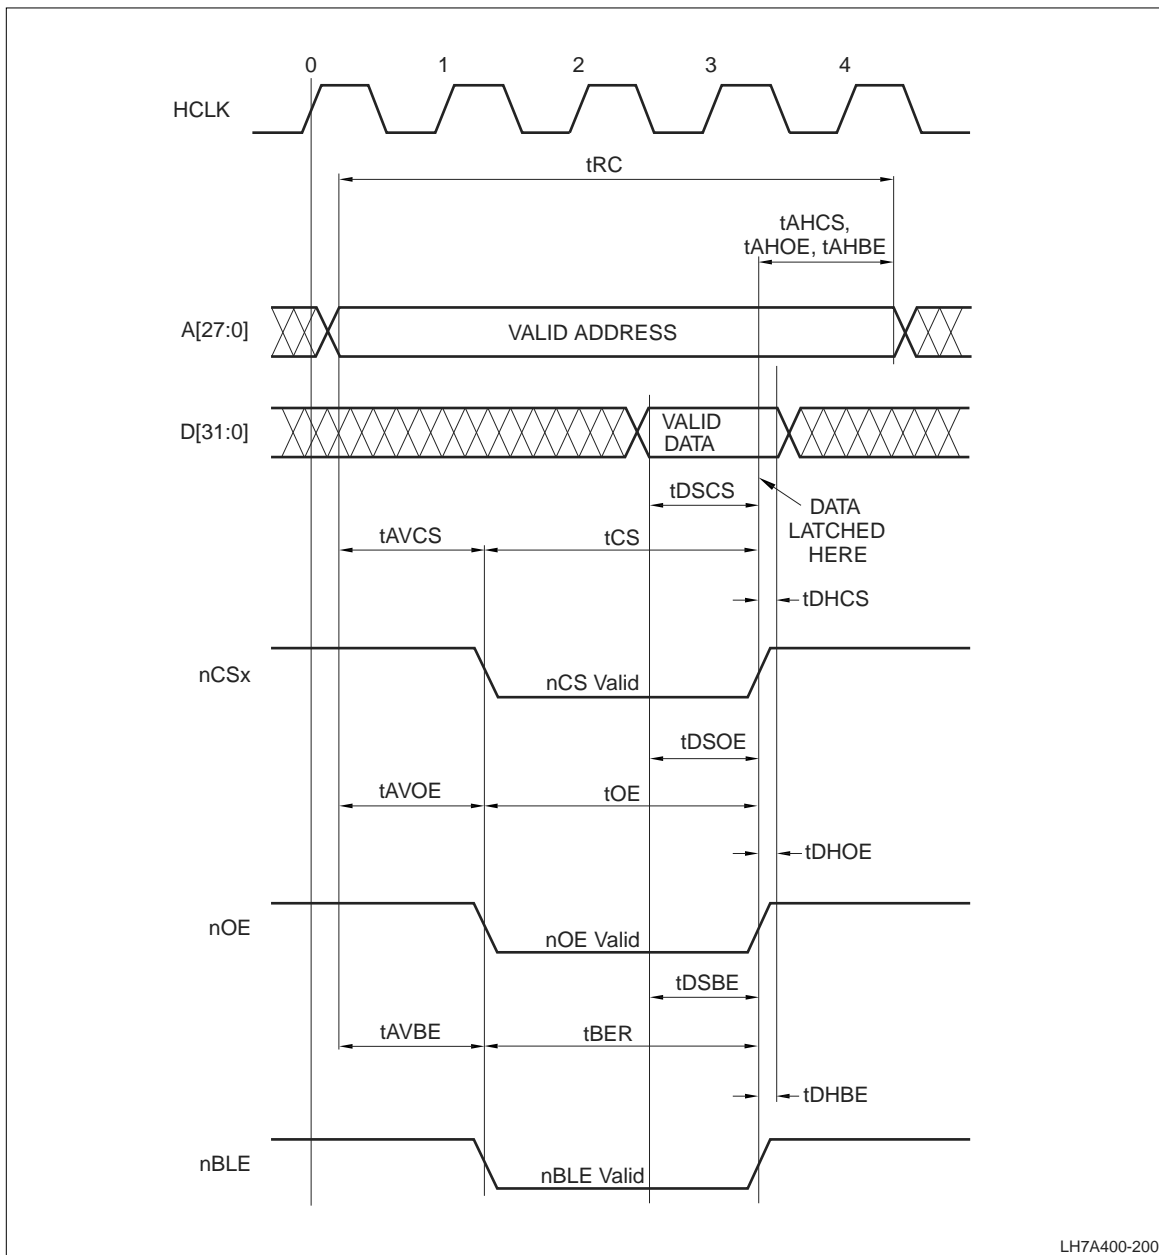 0 1 2 3 4
HCLK
tRC
tAHCS,
tAHOE, tAHBE
A[27:0]
VALID ADDRESS
D[31:0]
VALID
DATA
tDSCS
DATA
LATCHED
HERE
tAVCS
tCS
tDHCS
nCSx
nCS Valid
tDSOE
tAVOE
tOE
tDHOE
nOE
nOE Valid
tDSBE
tAVBE
tBER
tDHBE
nBLE
nBLE Valid
LH7A400-200